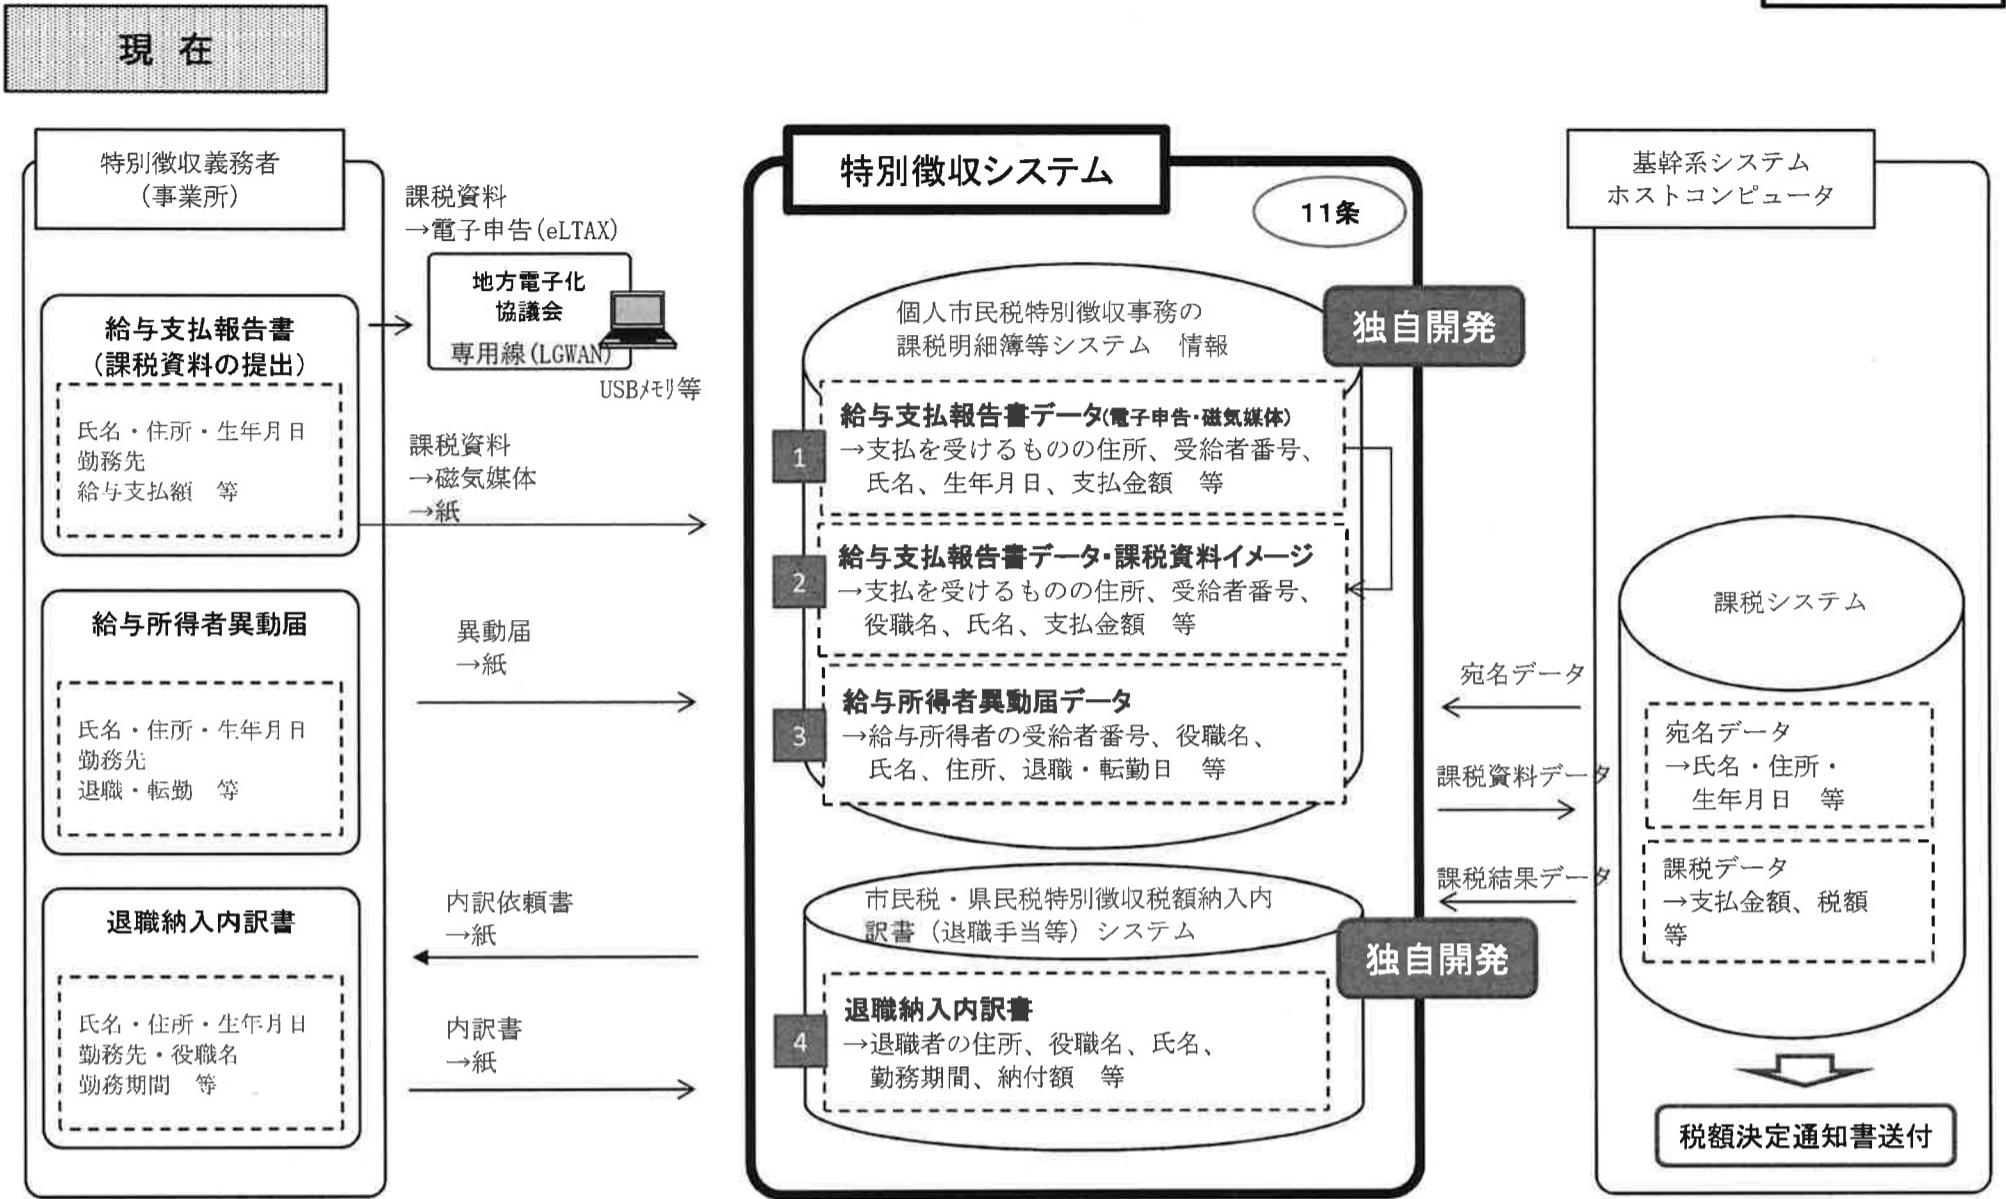 現 在
特別徴収義務者
（事業所）
給与支払報告書
（課税資料の提出）
氏名・住所・生年月日
勤務先
給与支払額　等
給与所得者異動届
氏名・住所・生年月日
勤務先
退職・転勤　等
退職納入内訳書
氏名・住所・生年月日
勤務先・役職名
勤務期間　等
課税資料
→電子申告(eLTAX)
地方電子化
協議会
専用線(LGWAN)
USBﾒﾓﾘ等
課税資料
→磁気媒体
→紙
異動届
→紙
内訳依頼書
→紙
内訳書
→紙
特別徴収システム
11条
個人市民税特別徴収事務の
課税明細簿等システム　情報
独自開発
1
給与支払報告書データ(電子申告・磁気媒体)
→支払を受けるものの住所、受給者番号、
氏名、生年月日、支払金額　等
2
給与支払報告書データ・課税資料イメージ
→支払を受けるものの住所、受給者番号、
役職名、氏名、支払金額　等
3
給与所得者異動届データ
→給与所得者の受給者番号、役職名、
氏名、住所、退職・転勤日　等
市民税・県民税特別徴収税額納入内
訳書（退職手当等）システム
独自開発
4
退職納入内訳書
→退職者の住所、役職名、氏名、
勤務期間、納付額　等
宛名データ
課税資料データ
課税結果データ
基幹系システム
ホストコンピュータ
課税システム
宛名データ
→氏名・住所・
生年月日　等
課税データ
→支払金額、税額
等
税額決定通知書送付